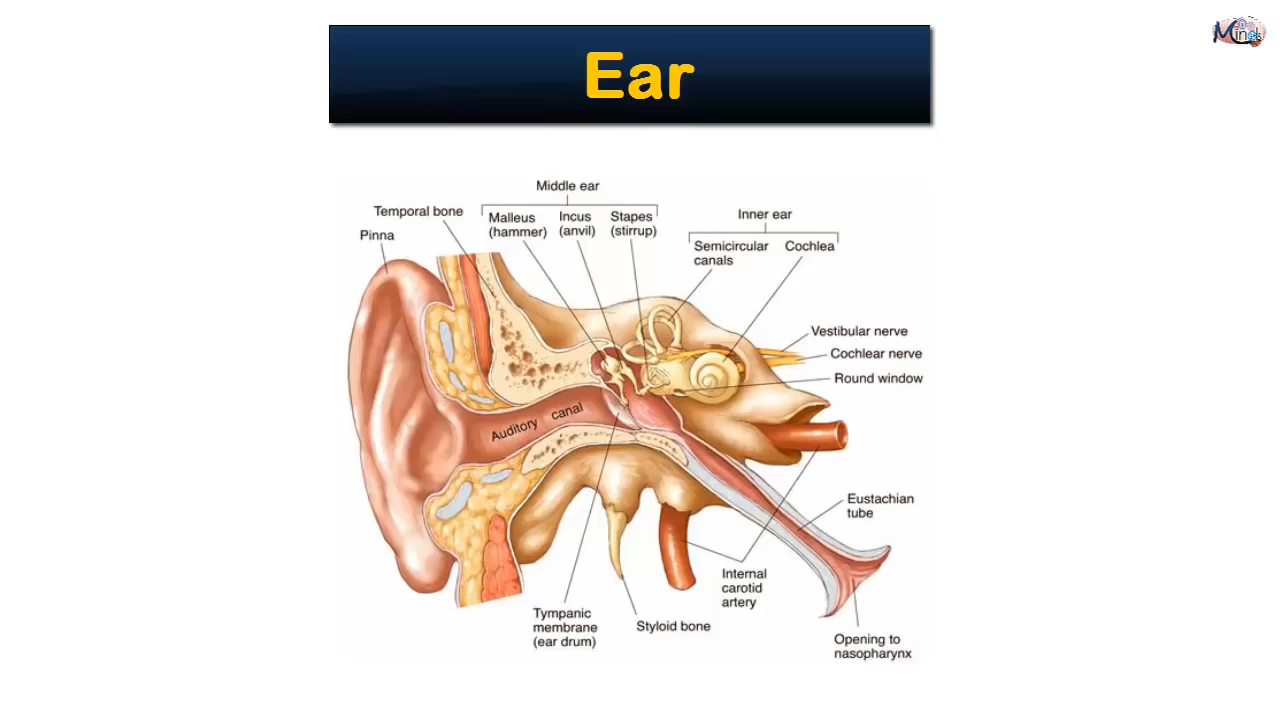 Ear
Minds
Middle ear
Temporal bone
Malleus
(hammer)
Incus
(anvil)
Stapes
(stirrup)
Inner ear
Pinna
Semicircular
canals
Cochlea
Vestibular nerve
Cochlear nerve
Round window
Auditory canal
Eustachian
tube
Internal
carotid
artery
Tympanic
membrane
(ear drum)
Styloid bone
Opening to
nasopharynx